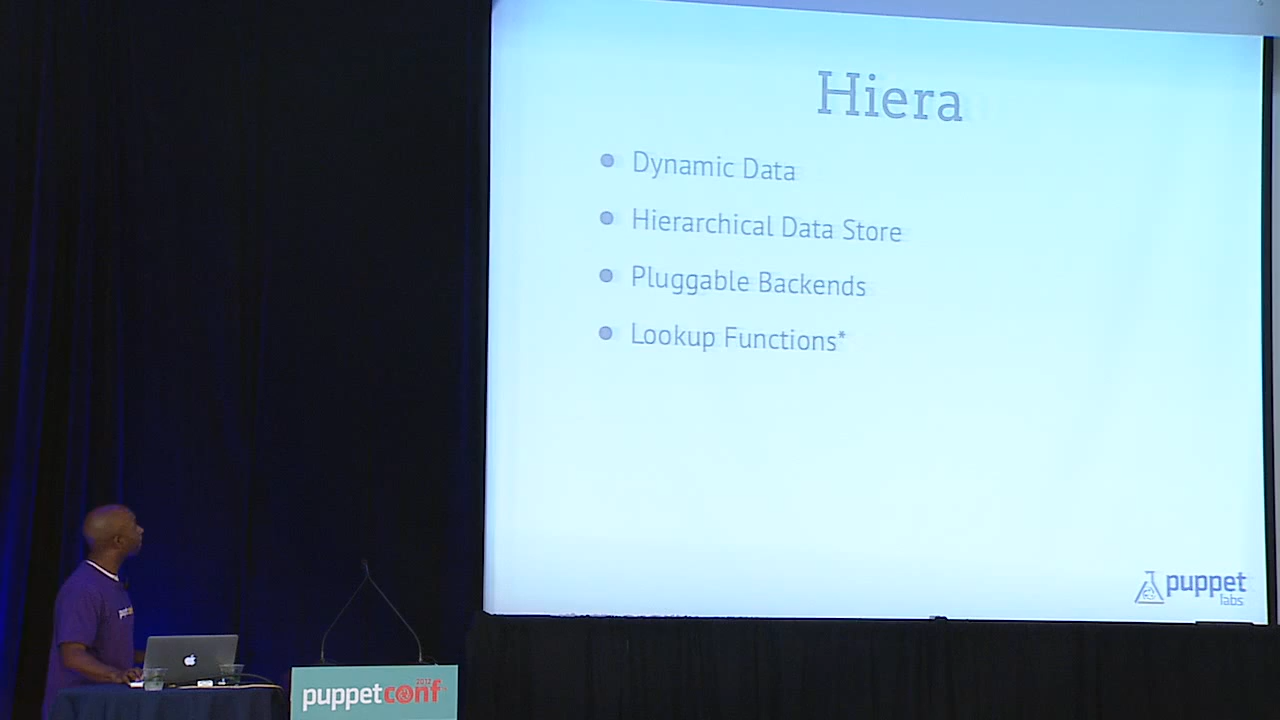 Hiera
Dynamic Data
Hierarchical Data Store
Pluggable Backends
Lookup Functions*
puppet
labs
2012
puppetconf